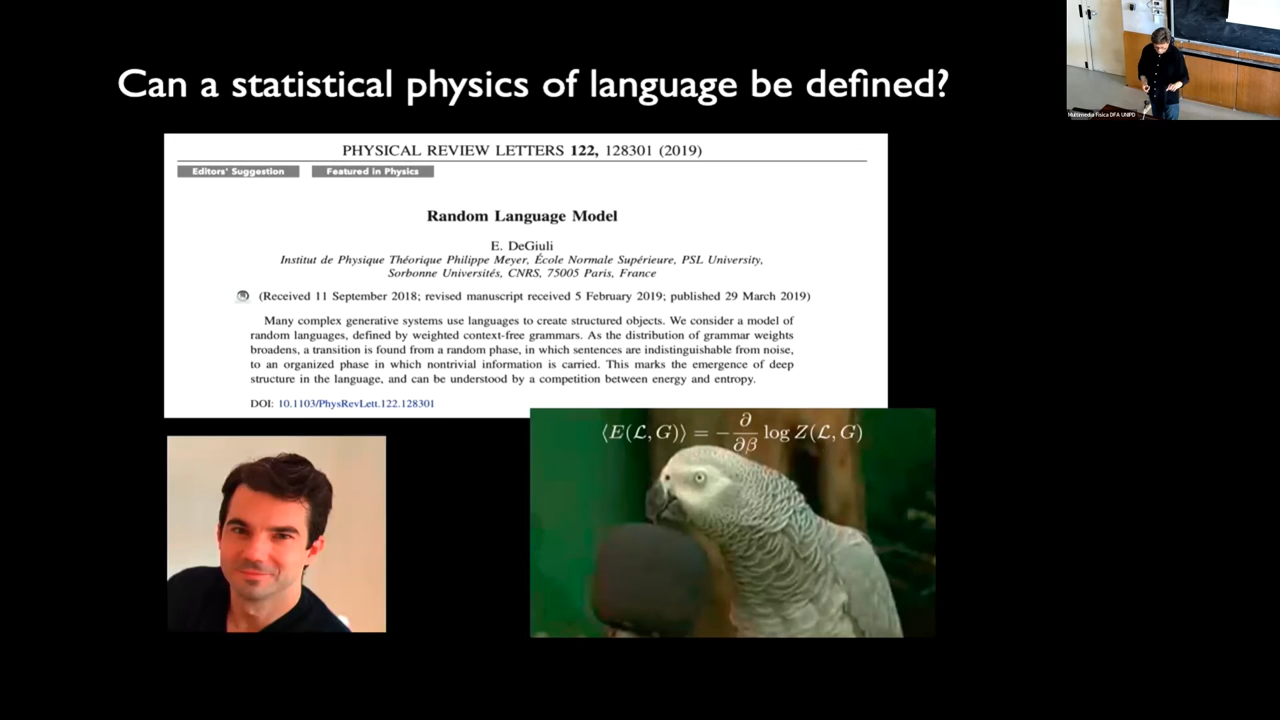 Can a statistical physics of language be defined?
Multimedia Fisica DFA UNIPD
PHYSICAL REVIEW LETTERS 122, 128301 (2019)
Editors' Suggestion Featured in Physics
Random Language Model
E. DeGiuli
Institut de Physique Théorique Philippe Meyer, École Normale Supérieure, PSL University,
Sorbonne Universités, CNRS, 75005 Paris, France
(Received 11 September 2018; revised manuscript received 5 February 2019; published 29 March 2019)
Many complex generative systems use languages to create structured objects. We consider a model of
random languages, defined by weighted context-free grammars. As the distribution of grammar weights
broadens, a transition is found from a random phase, in which sentences are indistinguishable from noise,
to an organized phase in which nontrivial information is carried. This marks the emergence of deep
structure in the language, and can be understood by a competition between energy and entropy.
DOI: 10.1103/PhysRevLett.122.128301
⟨E(ℒ, G)⟩ = −∂/∂β log Z(ℒ, G)